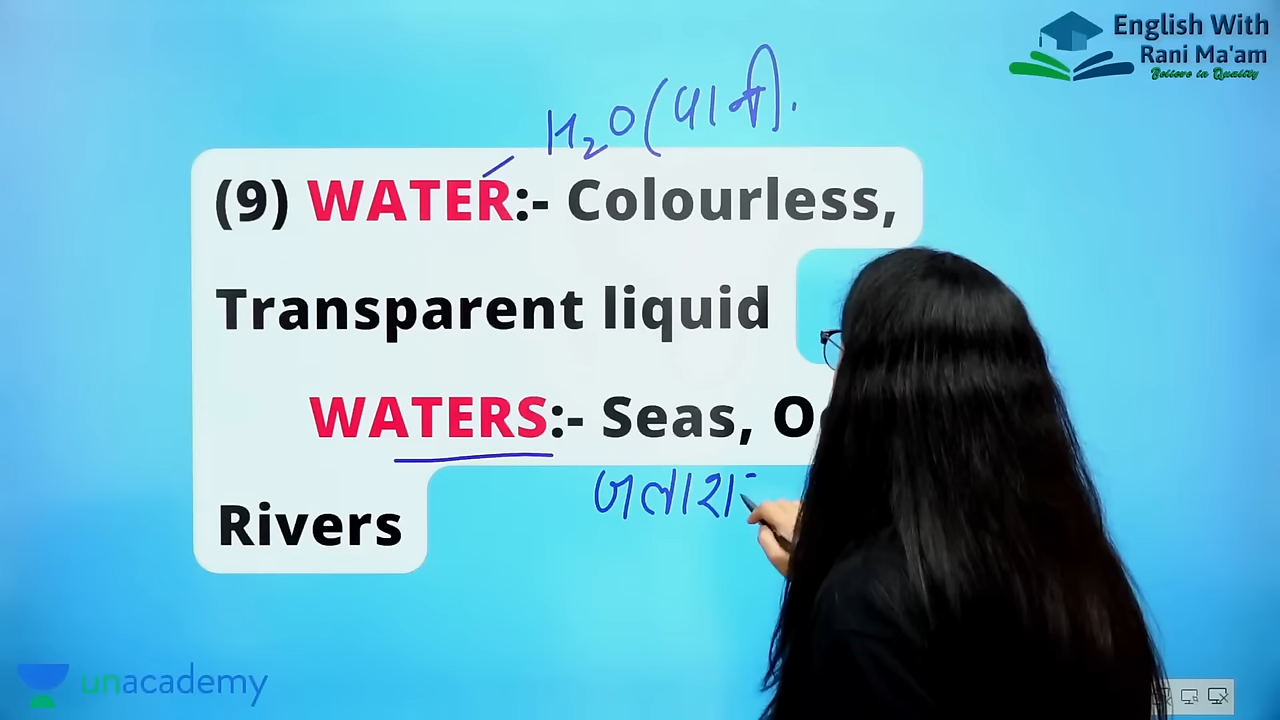 English With
Rani Ma'am
Believe in Quality
H₂O (पानी).
(9) WATER:- Colourless,
Transparent liquid
WATERS:- Seas,
जलाश
Rivers
unacademy